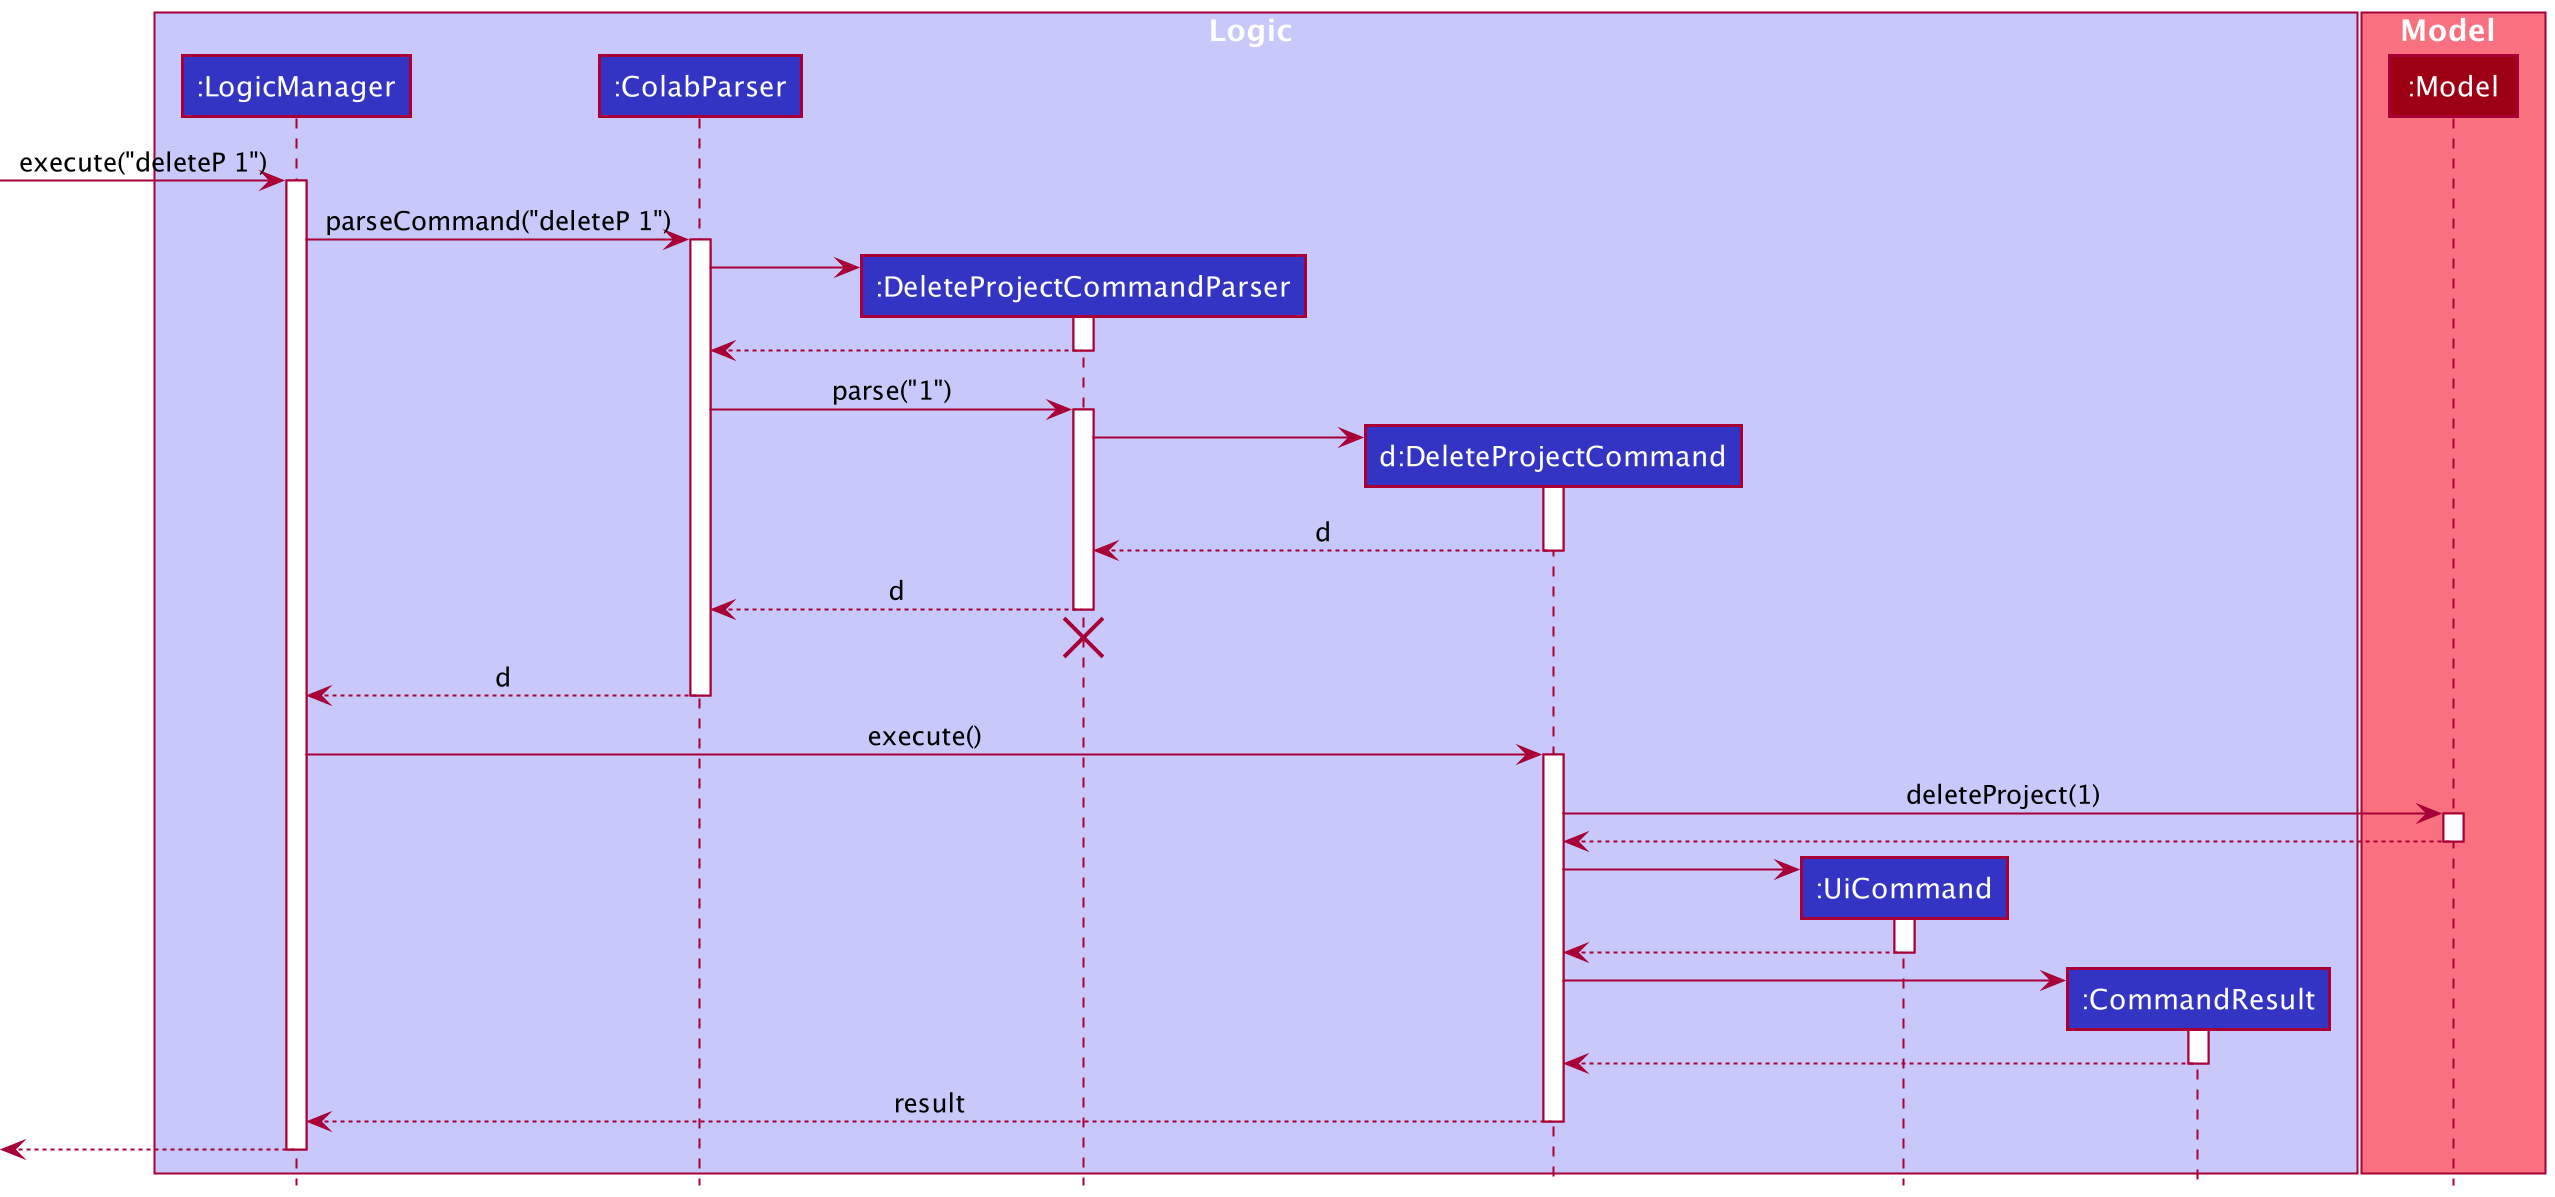 Logic
Model
:LogicManager
:ColabParser
:Model
execute("deleteP 1")
parseCommand("deleteP 1")
:DeleteProjectCommandParser
parse("1")
d:DeleteProjectCommand
d
d
d
execute()
deleteProject(1)
:UiCommand
:CommandResult
result